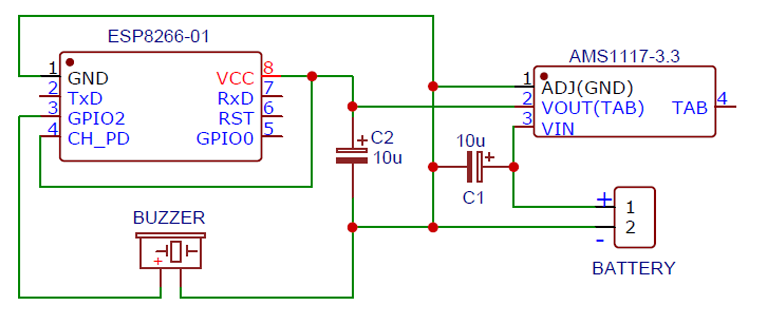 ESP8266-01
1 GND VCC 8
2 TxD RxD 7
3 GPIO2 RST 6
4 CH_PD GPIO0 5
AMS1117-3.3
1 ADJ(GND)
2 VOUT(TAB) TAB 4
3 VIN
+ C2
10u
10u
+
C1
+ 1
- 2
BATTERY
BUZZER
+